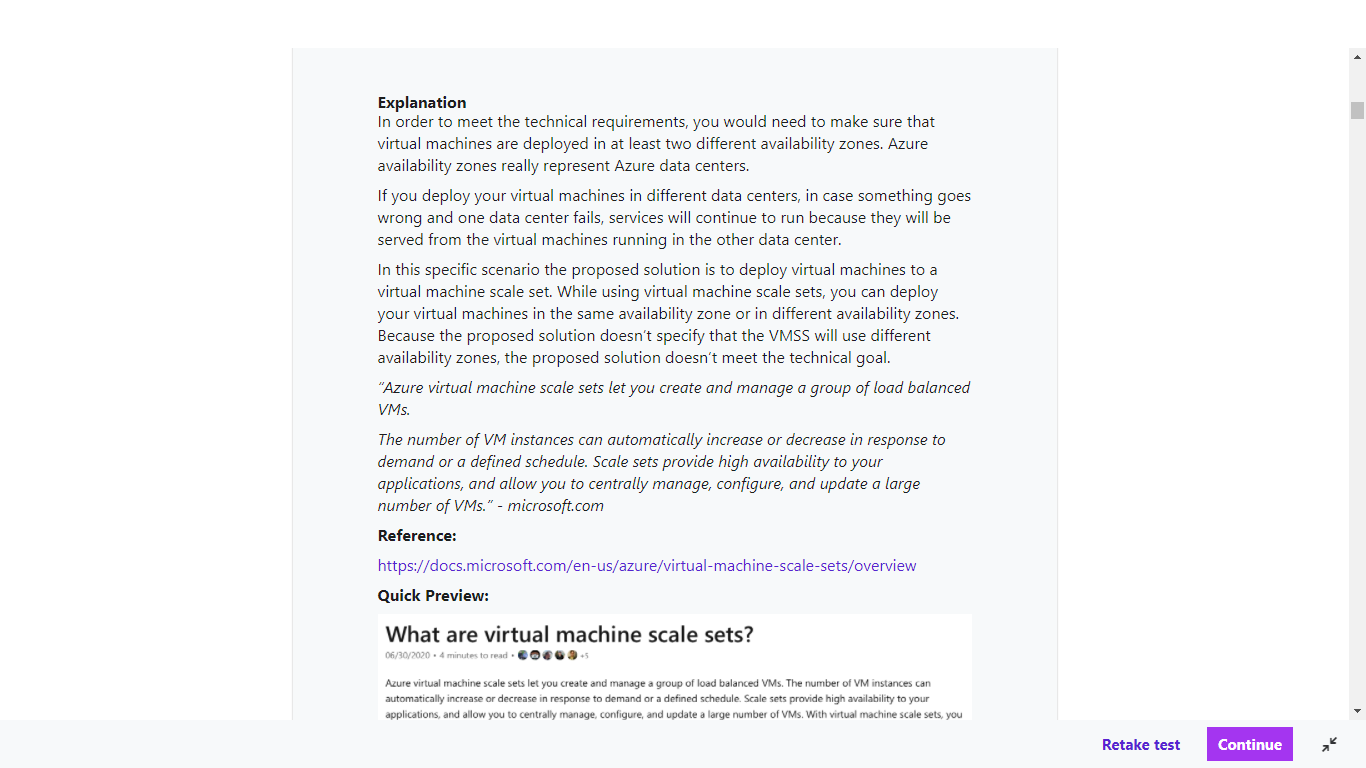 Explanation
In order to meet the technical requirements, you would need to make sure that
virtual machines are deployed in at least two different availability zones. Azure
availability zones really represent Azure data centers.
If you deploy your virtual machines in different data centers, in case something goes
wrong and one data center fails, services will continue to run because they will be
served from the virtual machines running in the other data center.
In this specific scenario the proposed solution is to deploy virtual machines to a
virtual machine scale set. While using virtual machine scale sets, you can deploy
your virtual machines in the same availability zone or in different availability zones.
Because the proposed solution doesn’t specify that the VMSS will use different
availability zones, the proposed solution doesn’t meet the technical goal.
“Azure virtual machine scale sets let you create and manage a group of load balanced
VMs.
The number of VM instances can automatically increase or decrease in response to
demand or a defined schedule. Scale sets provide high availability to your
applications, and allow you to centrally manage, configure, and update a large
number of VMs.” - microsoft.com
Reference:
https://docs.microsoft.com/en-us/azure/virtual-machine-scale-sets/overview
Quick Preview:
What are virtual machine scale sets?
06/30/2020 • 4 minutes to read • +5
Azure virtual machine scale sets let you create and manage a group of load balanced VMs. The number of VM instances can
automatically increase or decrease in response to demand or a defined schedule. Scale sets provide high availability to your
applications, and allow you to centrally manage, configure, and update a large number of VMs. With virtual machine scale sets, you
Retake test
Continue